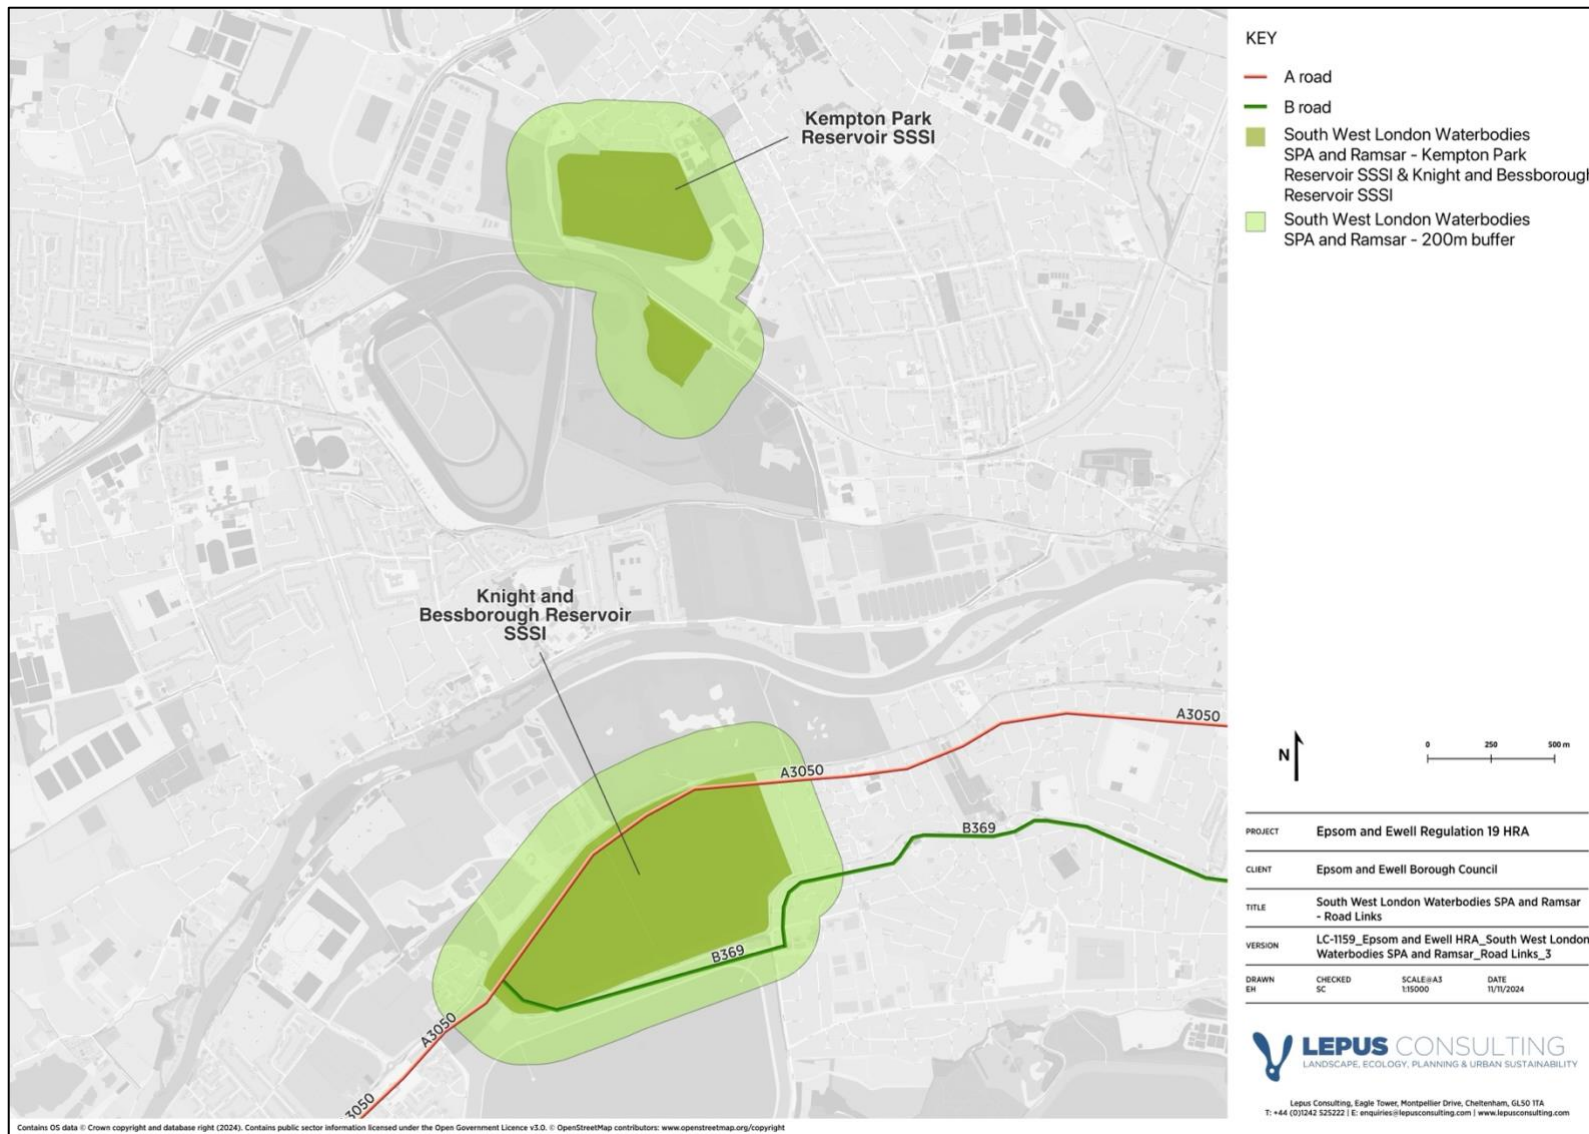 Kempton Park
Reservoir SSSI
Knight and
Bessborough Reservoir
SSSI
A3050
A3050
B369
B369
A3050
3050
KEY
A road
B road
South West London Waterbodies
SPA and Ramsar - Kempton Park
Reservoir SSSI & Knight and Bessborough
Reservoir SSSI
South West London Waterbodies
SPA and Ramsar - 200m buffer
N
0 250 500 m
PROJECT Epsom and Ewell Regulation 19 HRA
CLIENT Epsom and Ewell Borough Council
TITLE South West London Waterbodies SPA and Ramsar
- Road Links
VERSION LC-1159_Epsom and Ewell HRA_South West London
Waterbodies SPA and Ramsar_Road Links_3
DRAWN CHECKED SCALE@A3 DATE
EH SC 1:15000 11/11/2024
LEPUS CONSULTING
LANDSCAPE, ECOLOGY, PLANNING & URBAN SUSTAINABILITY
Lepus Consulting, Eagle Tower, Montpellier Drive, Cheltenham, GL50 1TA
T: +44 (0)1242 525222 | E: enquiries@lepusconsulting.com | www.lepusconsulting.com
Contains OS data © Crown copyright and database right (2024). Contains public sector information licensed under the Open Government Licence v3.0. © OpenStreetMap contributors: www.openstreetmap.org/copyright